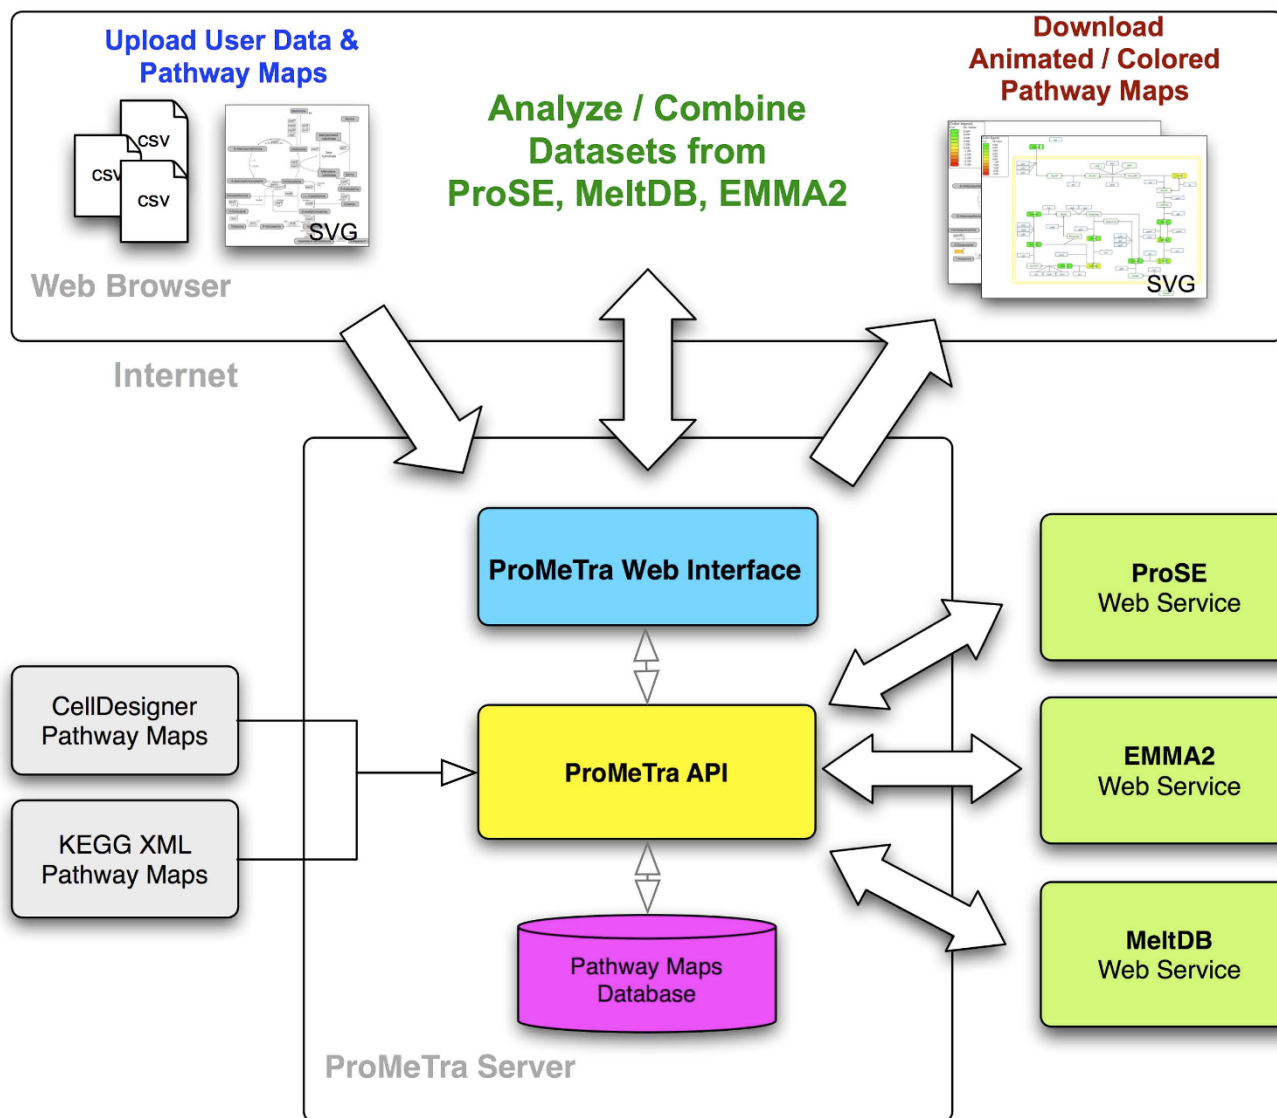 Upload User Data &
Pathway Maps
CSV
CSV
CSV
SVG
Analyze / Combine
Datasets from
ProSE, MeltDB, EMMA2
Download
Animated / Colored
Pathway Maps
SVG
Web Browser
Internet
ProMeTra Web Interface
ProSE
Web Service
CellDesigner
Pathway Maps
ProMeTra API
EMMA2
Web Service
KEGG XML
Pathway Maps
MeltDB
Web Service
Pathway Maps
Database
ProMeTra Server